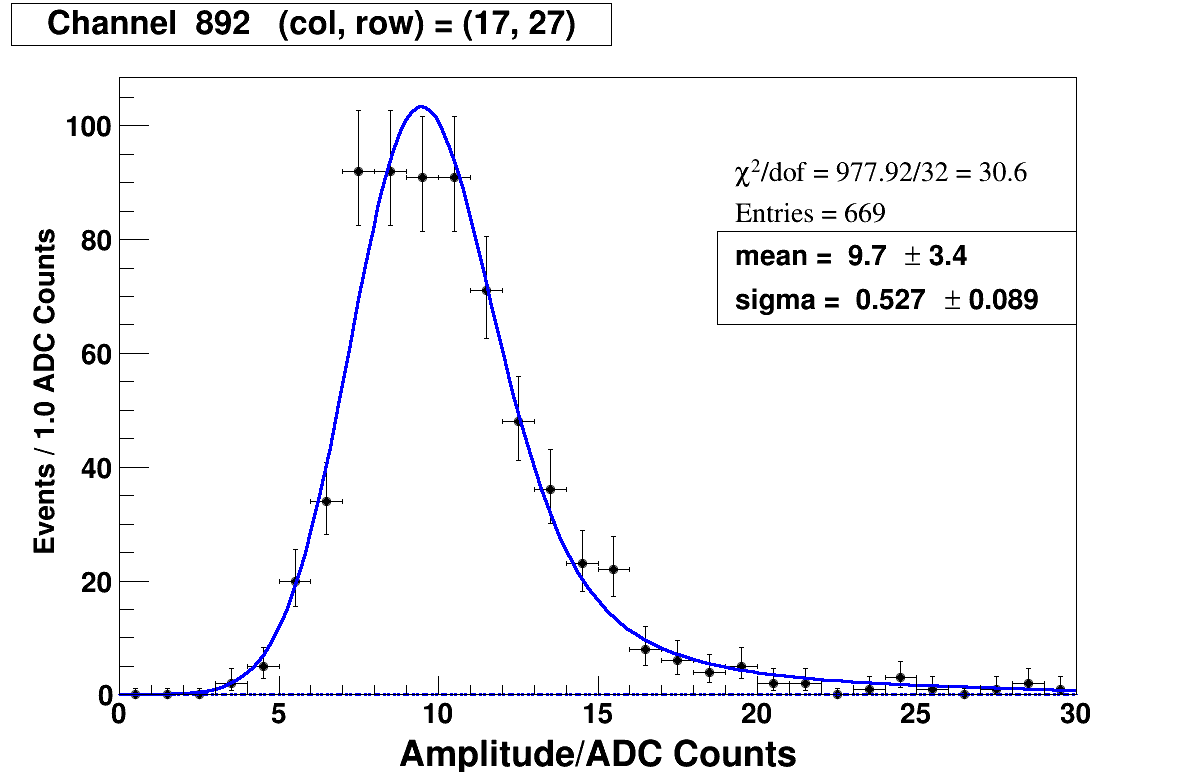 Channel 892 (col, row) = (17, 27)
χ²/dof = 977.92/32 = 30.6
Entries = 669
mean = 9.7 ± 3.4
sigma = 0.527 ± 0.089
Events / 1.0 ADC Counts
100
80
60
40
20
0
0 5 10 15 20 25 30
Amplitude/ADC Counts